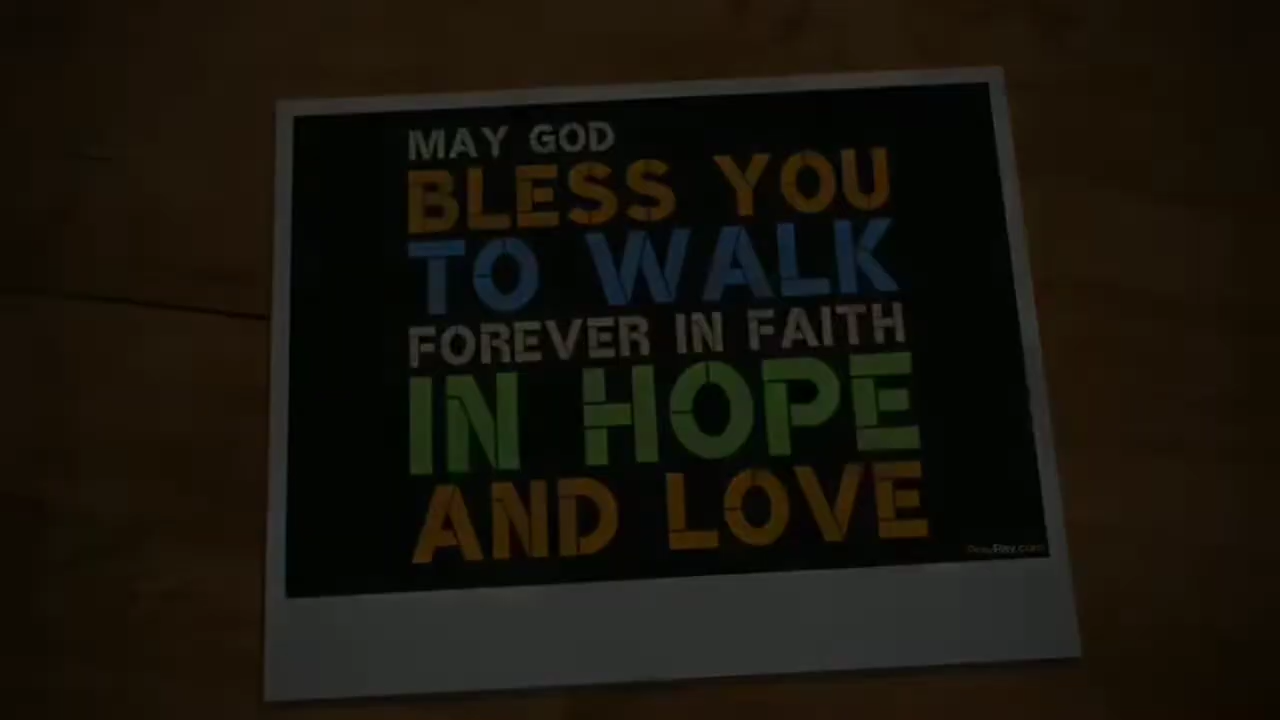 MAY GOD
BLESS YOU
TO WALK
FOREVER IN FAITH
IN HOPE
AND LOVE